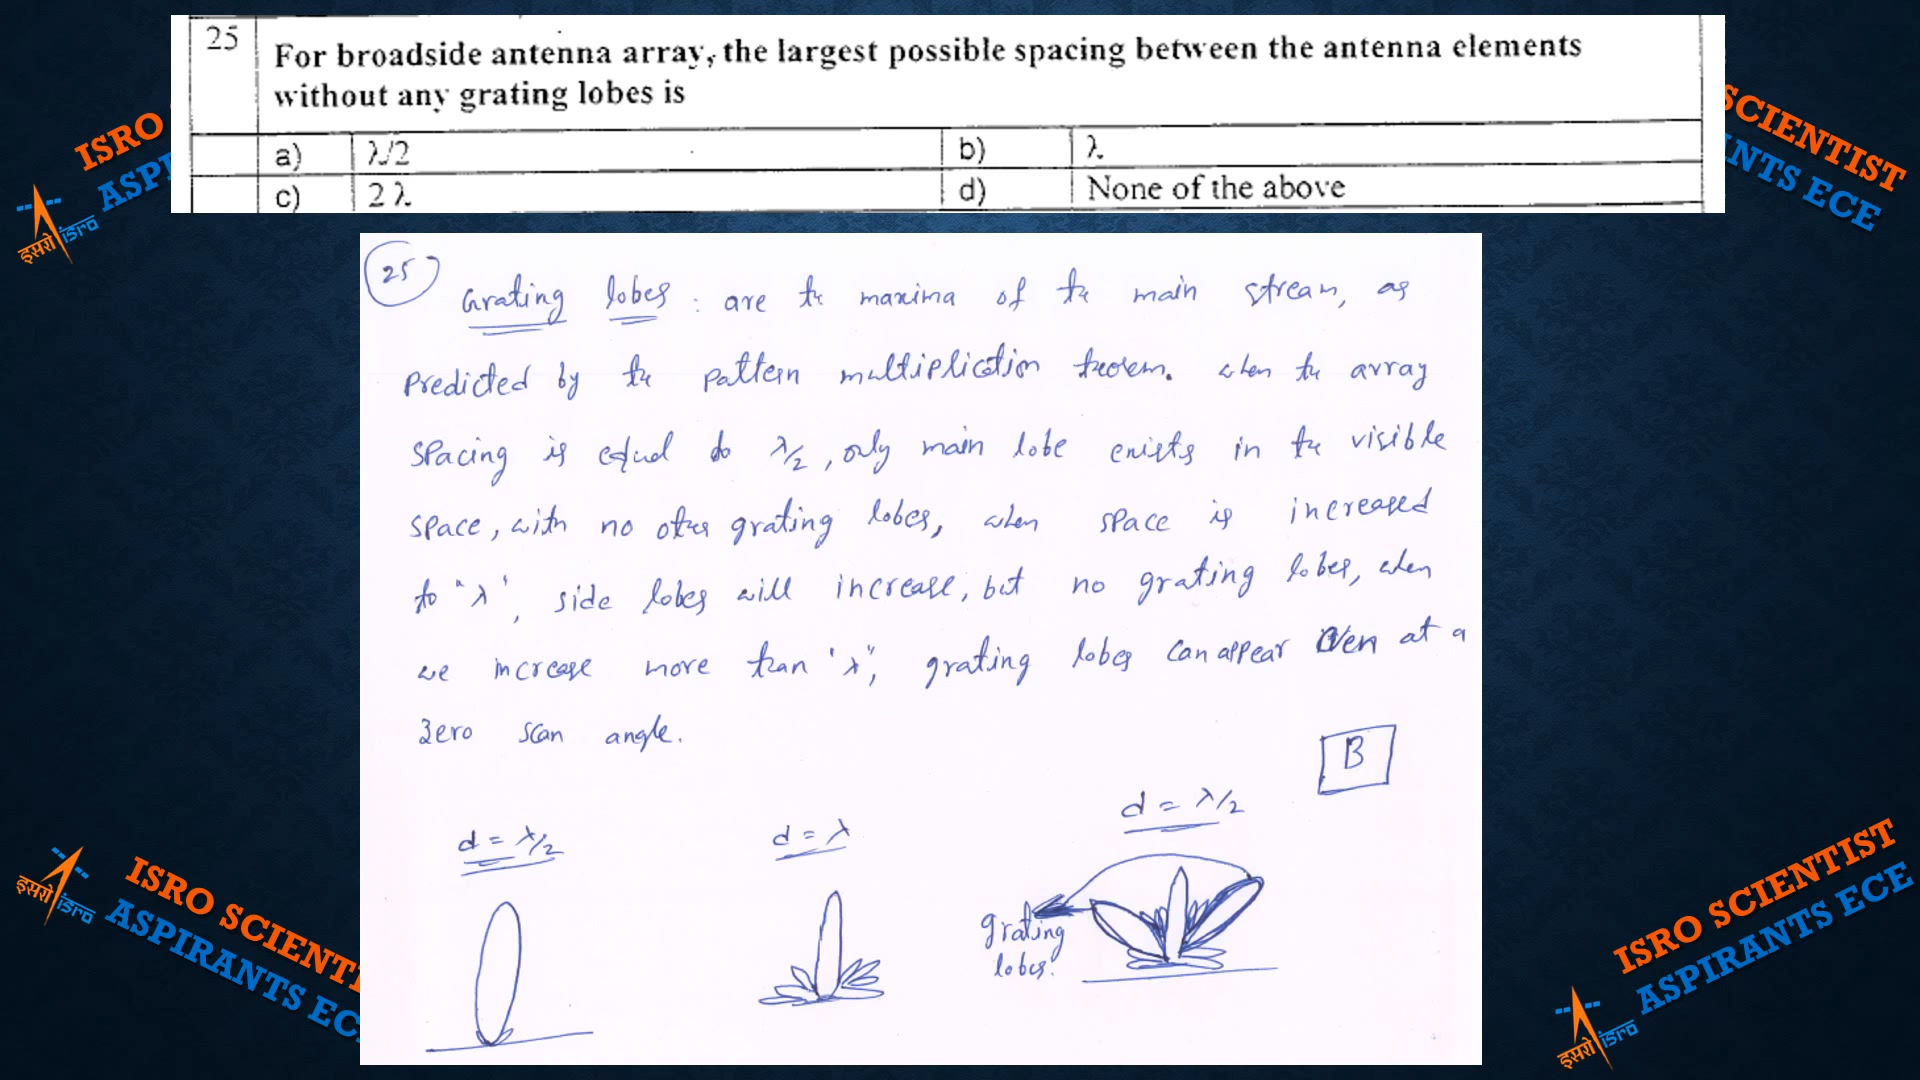 25
For broadside antenna array, the largest possible spacing between the antenna elements
without any grating lobes is
a) λ/2 b) λ
c) 2λ d) None of the above
ISRO
ASPI
SCIENTIST
NTS ECE
इसरो isro
25
Grating lobes : are the maxima of the main stream, as
predicted by the pattern multiplication theorem. when the array
spacing is equal to λ/2, only main lobe exists in the visible
space, with no other grating lobes, when space is increased
to "λ", side lobes will increase, but no grating lobes, when
we increase more than "λ", grating lobes can appear even at a
zero scan angle.
B
d = λ/2
d = λ
d = λ/2
grating
lobes.
इसरो isro
ISRO SCIENTI
ASPIRANTS EC
ISRO SCIENTIST
ASPIRANTS ECE
इसरो isro